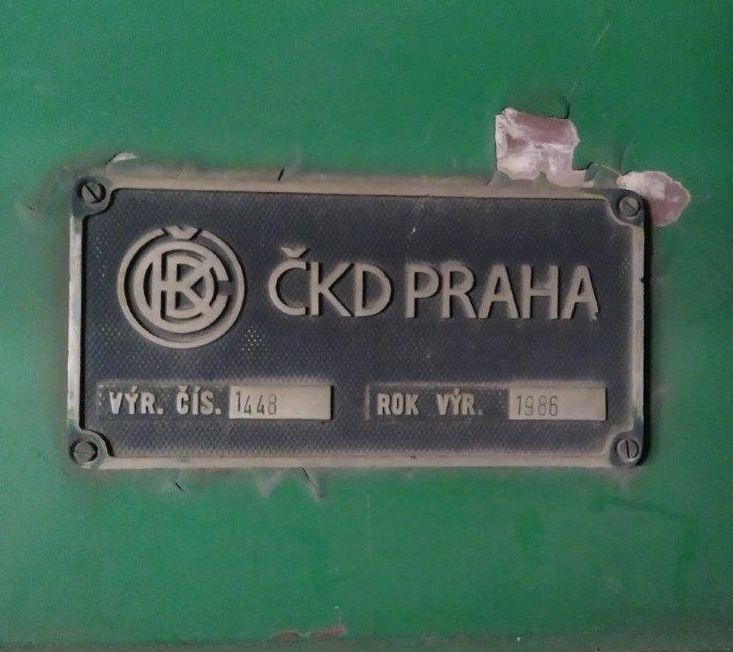 ČKD PRAHA
VÝR. ČÍS. 1448 ROK VÝR. 1986